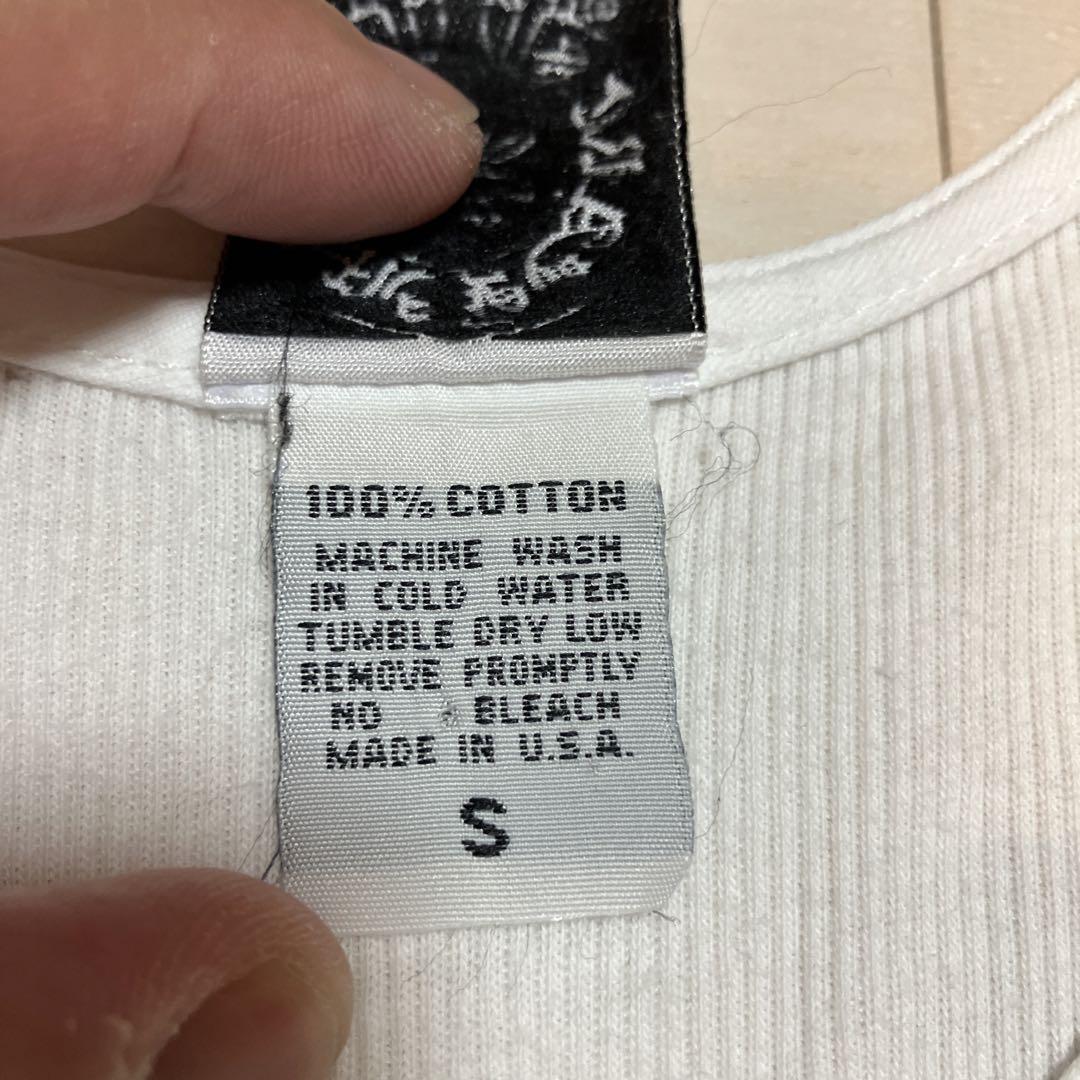 100% COTTON
MACHINE WASH
IN COLD WATER
TUMBLE DRY LOW
REMOVE PROMPTLY
NO BLEACH
MADE IN U.S.A.
S